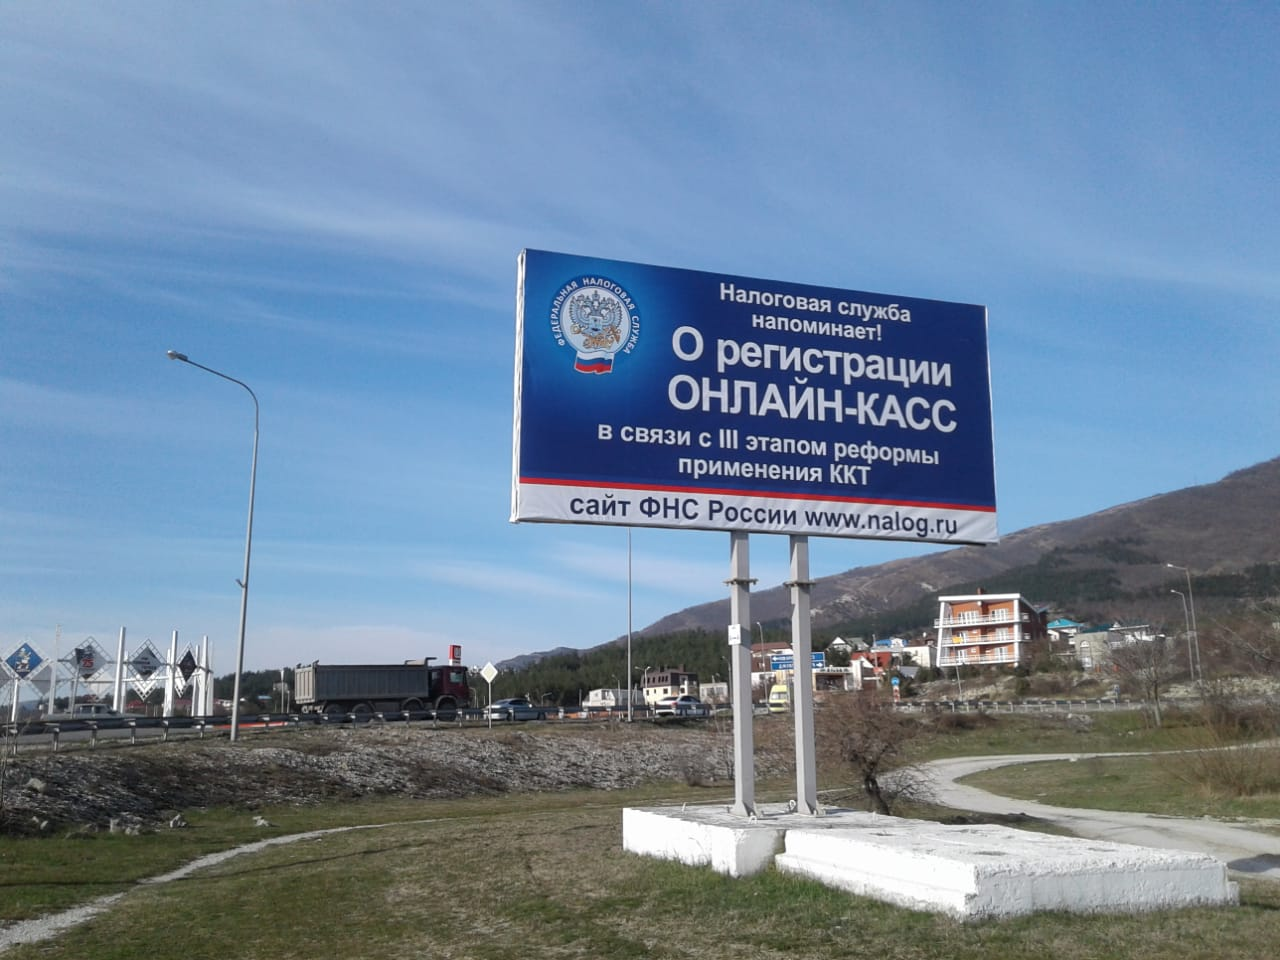 ФЕДЕРАЛЬНАЯ НАЛОГОВАЯ СЛУЖБА
Налоговая служба
напоминает!
О регистрации
ОНЛАЙН-КАСС
в связи с III этапом реформы
применения ККТ
сайт ФНС России www.nalog.ru